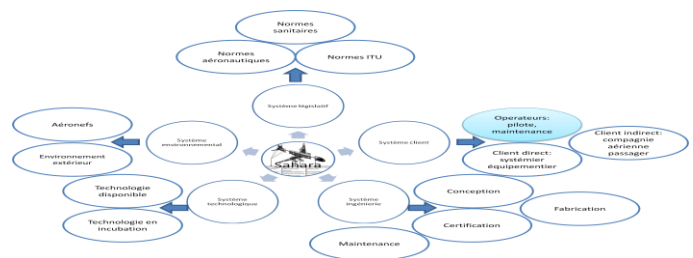 Normes
sanitaires
Normes
aéronautiques
Normes ITU
Système législatif
Aéronefs
Environnement
extérieur
Système
environnemental
Système client
Operateurs:
pilote,
maintenance
Client indirect:
compagnie
aérienne
passager
Client direct:
systémier
équipementier
Sahara
Technologie
disponible
Technologie en
incubation
Système
technologique
Système
ingénierie
Conception
Fabrication
Certification
Maintenance